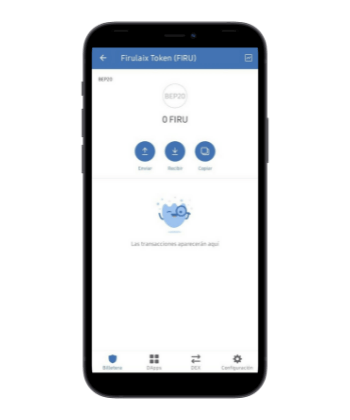 Firulaix Token (FIRU)
BEP20
BEP20
0 FIRU
Enviar Recibir Copiar
Las transacciones aparecerán aquí
Billetera DApps DEX Configuración